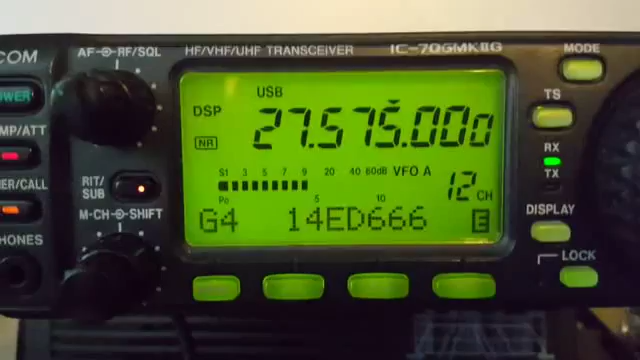 COM
AF-RF/SQL
HF/VHF/UHF TRANSCEIVER
IC-706MKIIG
MODE
USB
DSP
27.575.000
NR
S1 3 5 7 9 20 40 60dB VFO A
Po 5 10
12 CH
G4 14ED666 E
POWER
MP/ATT
RIT/
SUB
ER/CALL
M-CH-SHIFT
HONES
TS
RX
TX
DISPLAY
LOCK